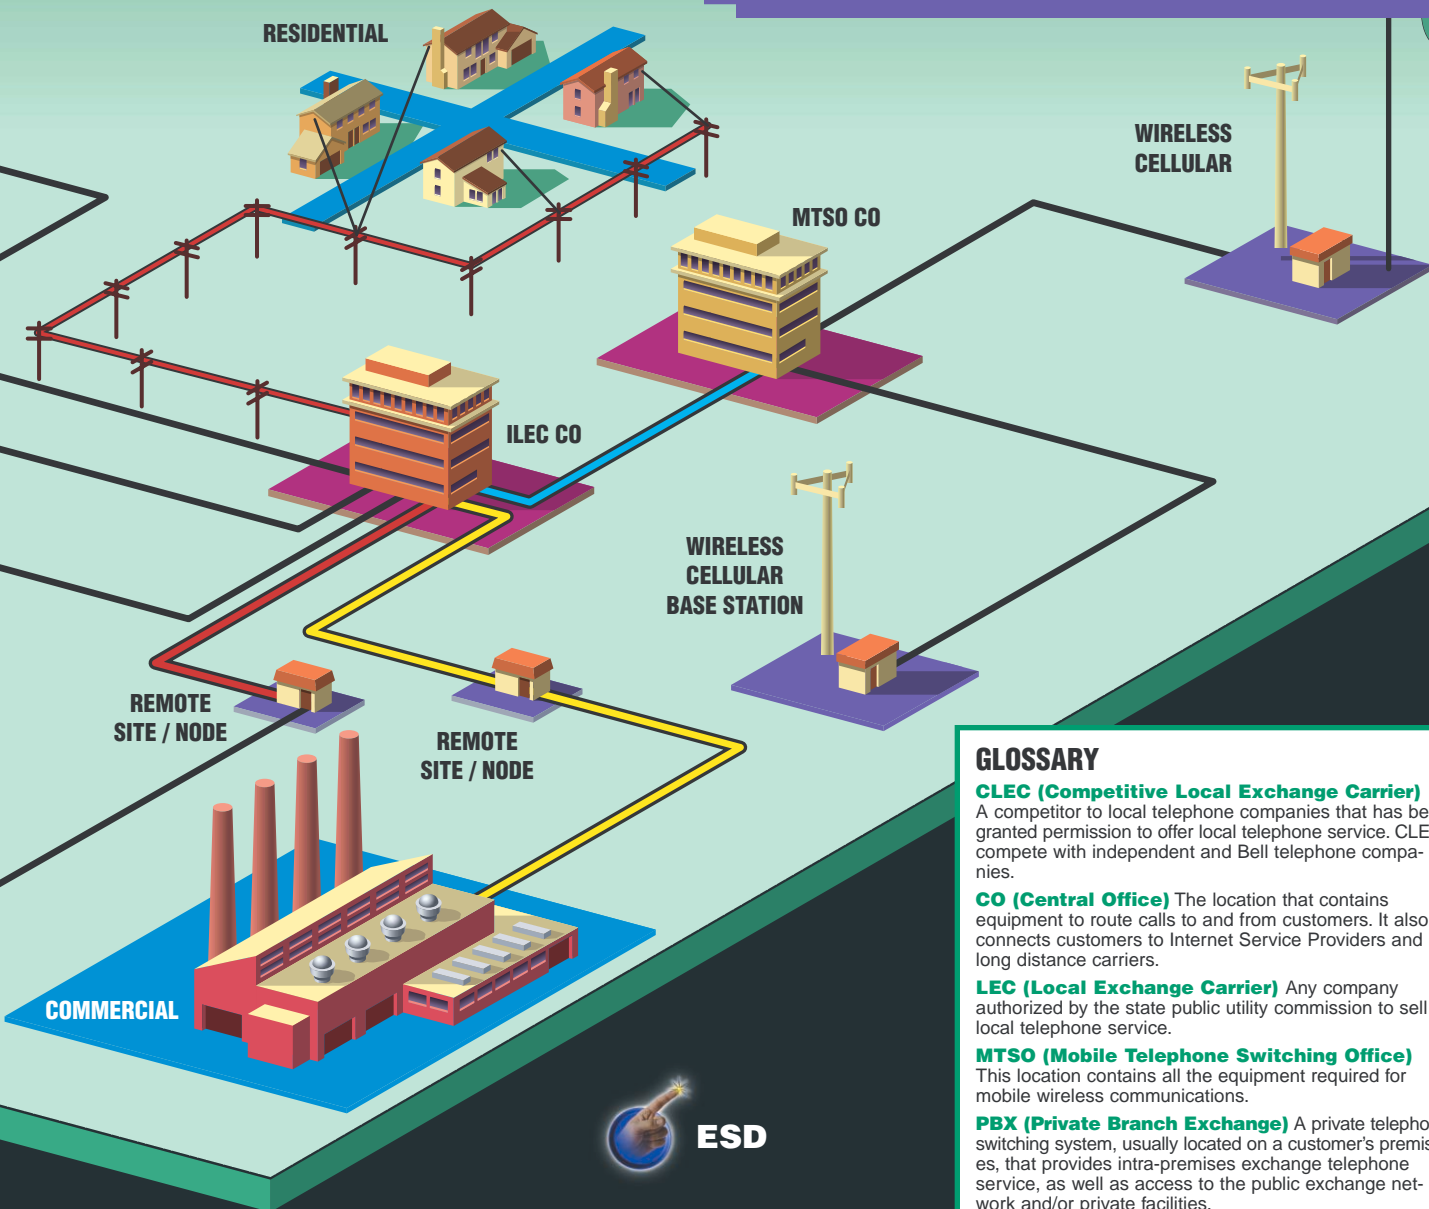 RESIDENTIAL
WIRELESS
CELLULAR
MTSO CO
ILEC CO
WIRELESS
CELLULAR
BASE STATION
REMOTE
SITE / NODE
REMOTE
SITE / NODE
COMMERCIAL
ESD
GLOSSARY
CLEC (Competitive Local Exchange Carrier)
A competitor to local telephone companies that has
granted permission to offer local telephone service.
compete with independent and Bell telephone compa-
nies.
CO (Central Office) The location that contains
equipment to route calls to and from customers. It also
connects customers to Internet Service Providers and
long distance carriers.
LEC (Local Exchange Carrier) Any company
authorized by the state public utility commission to sell
local telephone service.
MTSO (Mobile Telephone Switching Office)
This location contains all the equipment required for
mobile wireless communications.
PBX (Private Branch Exchange) A private
switching system, usually located on a customer's premis-
es, that provides intra-premises exchange telephone
service, as well as access to the public exchange net-
work and/or private facilities.